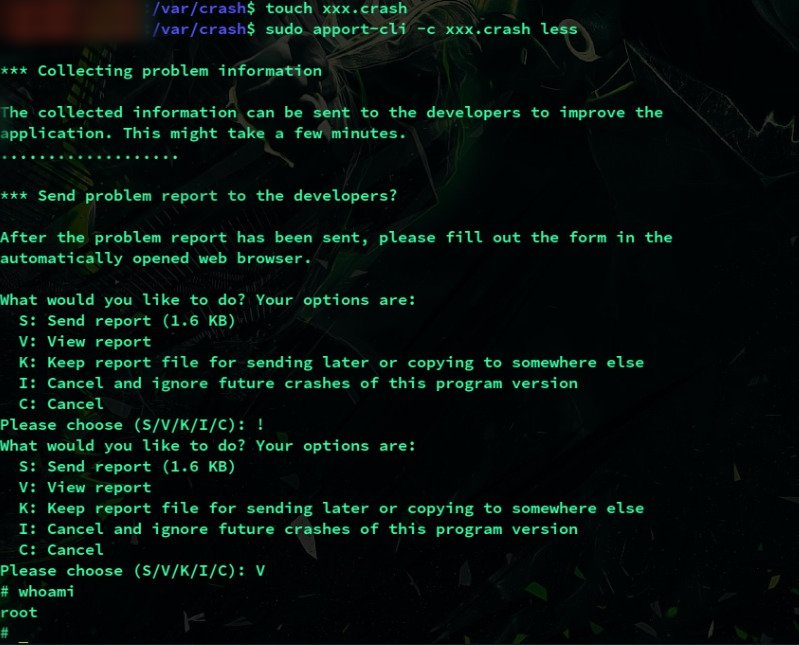 :/var/crash$ touch xxx.crash
:/var/crash$ sudo apport-cli -c xxx.crash less
*** Collecting problem information
The collected information can be sent to the developers to improve the
application. This might take a few minutes.
...................
*** Send problem report to the developers?
After the problem report has been sent, please fill out the form in the
automatically opened web browser.
What would you like to do? Your options are:
S: Send report (1.6 KB)
V: View report
K: Keep report file for sending later or copying to somewhere else
I: Cancel and ignore future crashes of this program version
C: Cancel
Please choose (S/V/K/I/C): !
What would you like to do? Your options are:
S: Send report (1.6 KB)
V: View report
K: Keep report file for sending later or copying to somewhere else
I: Cancel and ignore future crashes of this program version
C: Cancel
Please choose (S/V/K/I/C): V
# whoami
root
# _